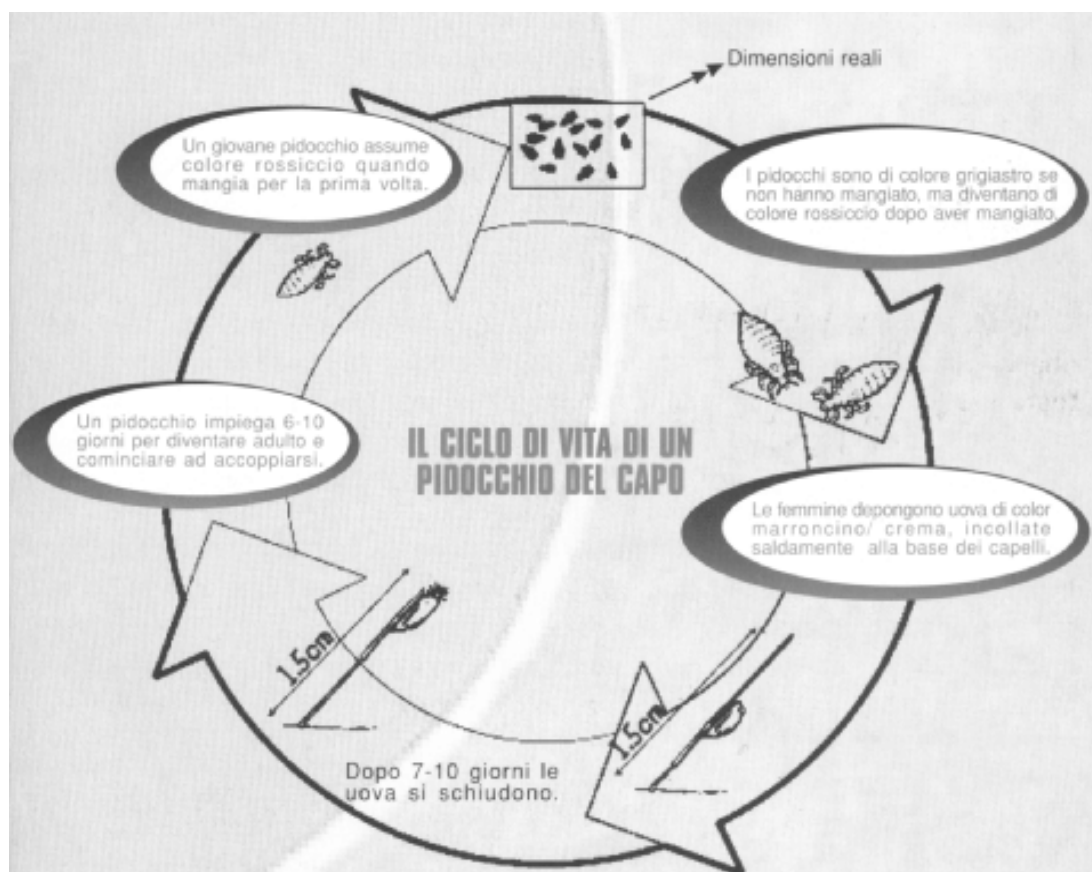 Dimensioni reali
Un giovane pidocchio assume
colore rossiccio quando
mangia per la prima volta.
I pidocchi sono di colore grigiastro se
non hanno mangiato, ma diventano di
colore rossiccio dopo aver mangiato.
Un pidocchio impiega 6-10
giorni per diventare adulto e
cominciare ad accoppiarsi.
IL CICLO DI VITA DI UN
PIDOCCHIO DEL CAPO
Le femmine depongono uova di color
marroncino/ crema, incollate
saldamente alla base dei capelli.
1.5cm
1.5cm
Dopo 7-10 giorni le
uova si schiudono.